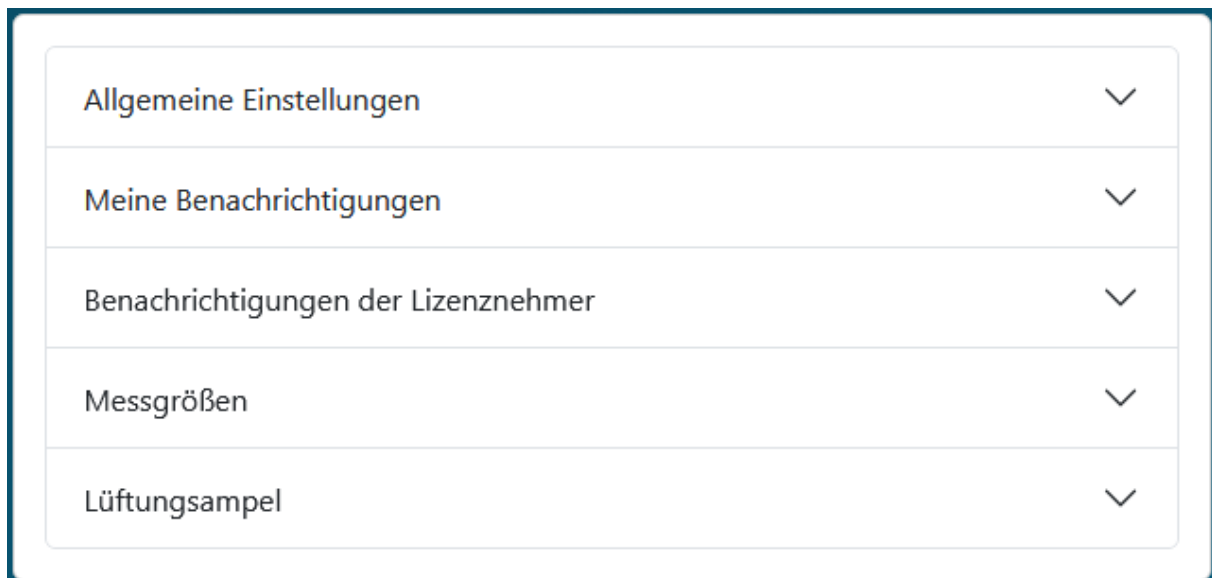 Allgemeine Einstellungen
Meine Benachrichtigungen
Benachrichtigungen der Lizenznehmer
Messgrößen
Lüftungsampel